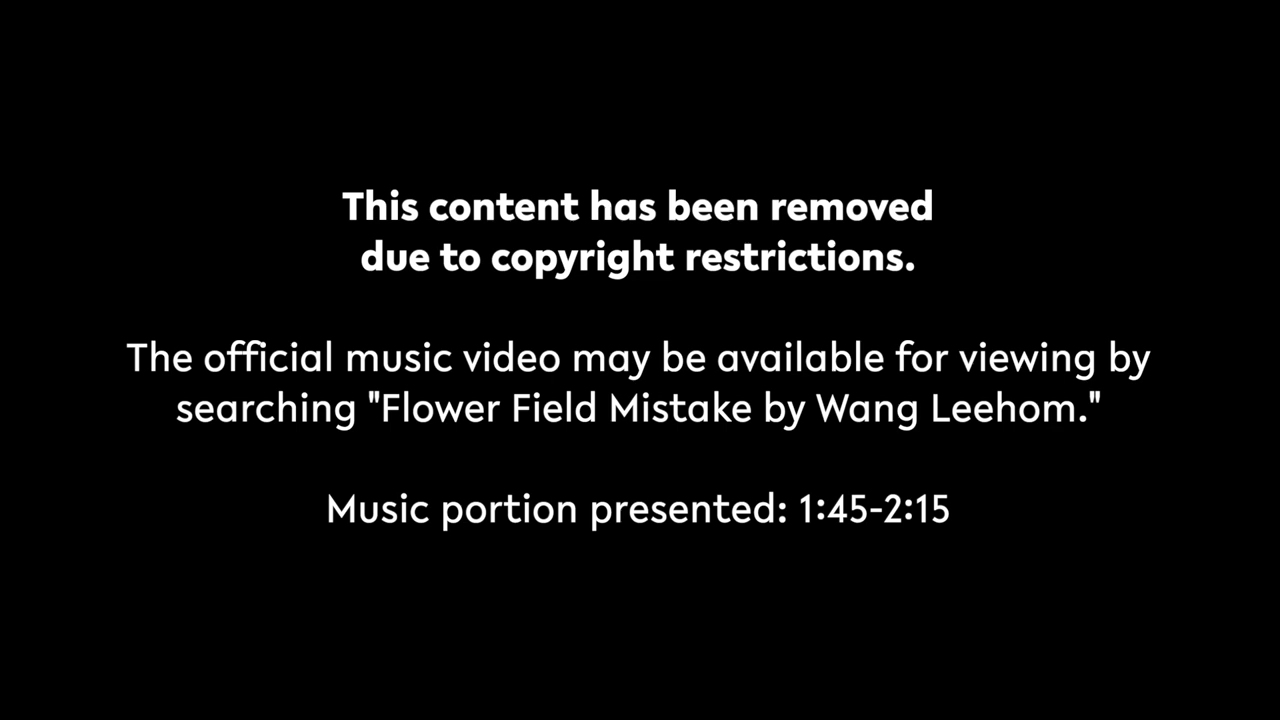 This content has been removed
due to copyright restrictions.
The official music video may be available for viewing by
searching "Flower Field Mistake by Wang Leehom."
Music portion presented: 1:45-2:15